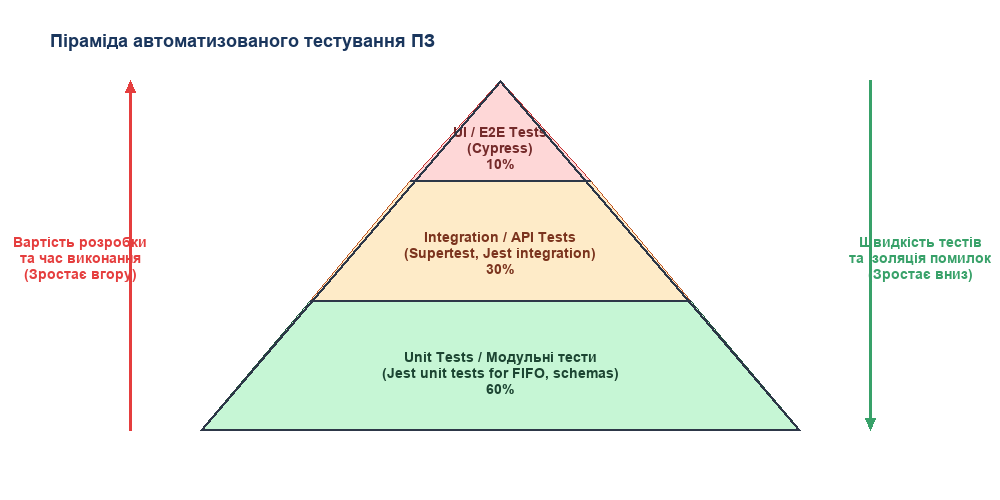 Піраміда автоматизованого тестування ПЗ
UI / E2E Tests
(Cypress)
10%
Вартість розробки
та час виконання
(Зростає вгору)
Integration / API Tests
(Supertest, Jest integration)
30%
Швидкість тестів
та ізоляція помилок
(Зростає вниз)
Unit Tests / Модульні тести
(Jest unit tests for FIFO, schemas)
60%